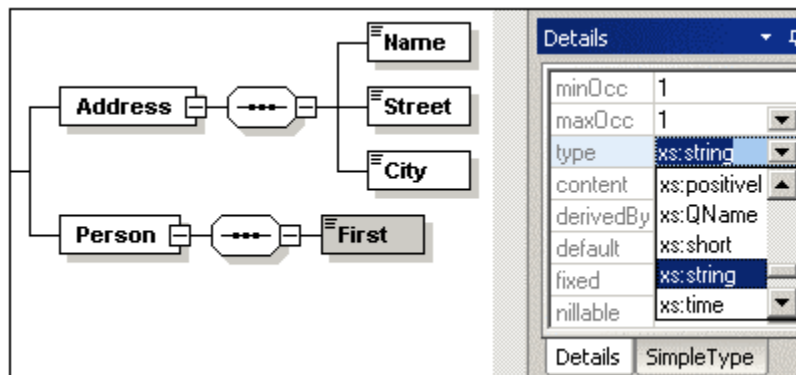 Name
Address
Street
City
Person
First
Details
minOcc 1
maxOcc 1
type xs:string
content xs:positiveI
derivedBy xs:QName
default xs:short
fixed xs:string
nillable xs:time
Details SimpleType